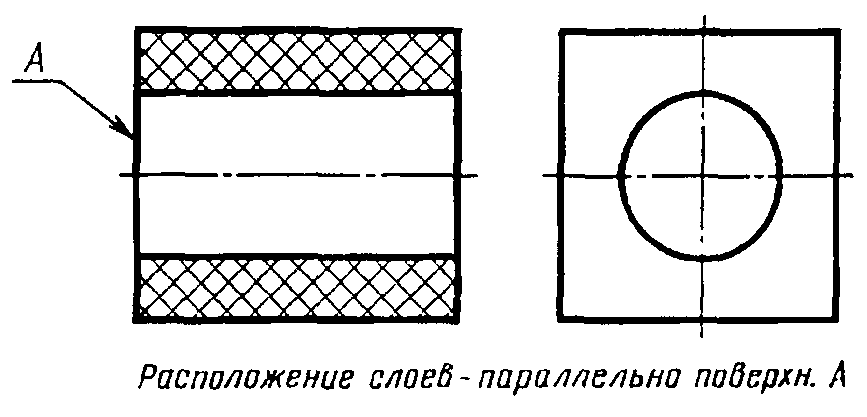 А
Расположение слоев - параллельно поверхн. А